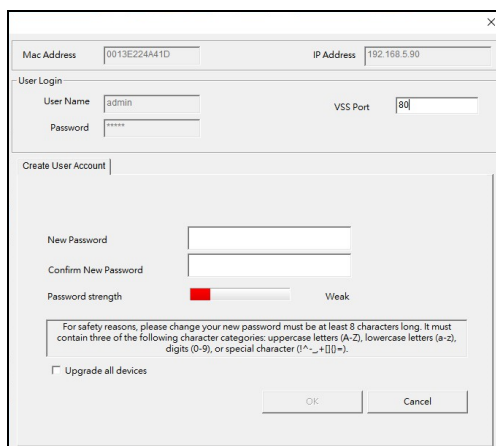 Mac Address 0013E224A41D IP Address 192.168.5.90
User Login
User Name admin VSS Port 80
Password *****
Create User Account
New Password
Confirm New Password
Password strength Weak
For safety reasons, please change your new password must be at least 8 characters long. It must
contain three of the following character categories: uppercase letters (A-Z), lowercase letters (a-z),
digits (0-9), or special character (!^-_,+[]{}=).
Upgrade all devices
OK Cancel